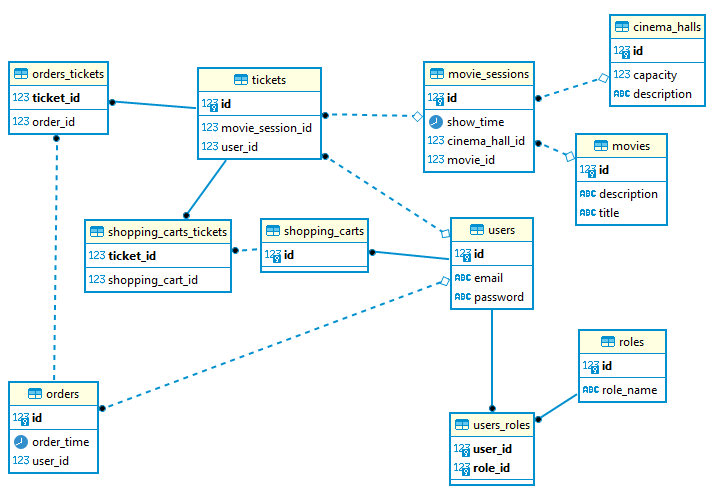 cinema_halls
123 id
123 capacity
ABC description
orders_tickets
123 ticket_id
123 order_id
tickets
123 id
123 movie_session_id
123 user_id
movie_sessions
123 id
show_time
123 cinema_hall_id
123 movie_id
movies
123 id
ABC description
ABC title
shopping_carts_tickets
123 ticket_id
123 shopping_cart_id
shopping_carts
123 id
users
123 id
ABC email
ABC password
roles
123 id
ABC role_name
orders
123 id
order_time
123 user_id
users_roles
123 user_id
123 role_id